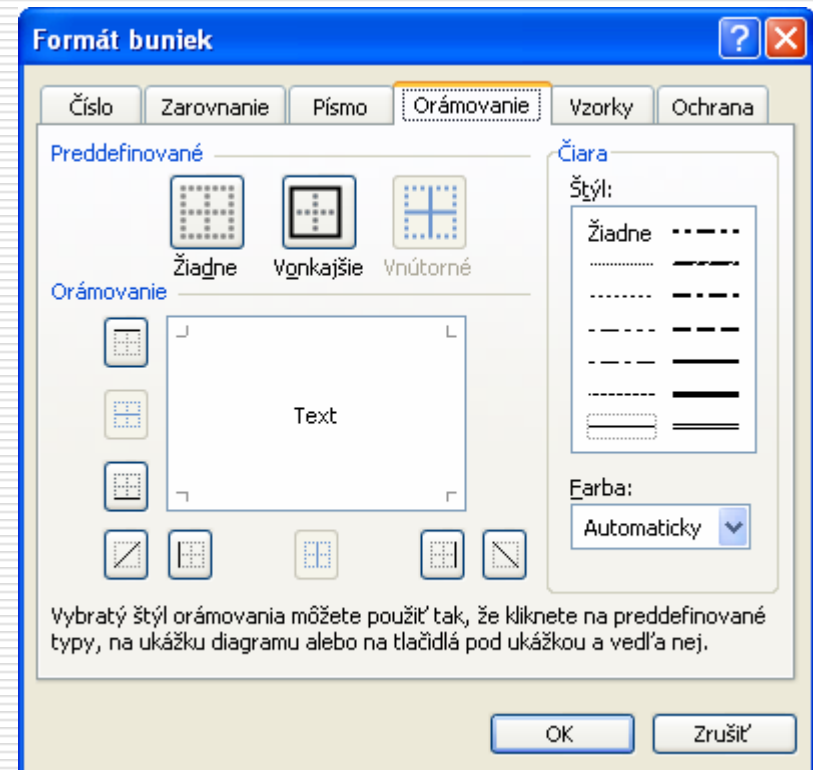 Formát buniek
Číslo Zarovnanie Písmo Orámovanie Vzorky Ochrana
Preddefinované
Žiadne Vonkajšie Vnútorné
Orámovanie
Text
Čiara
Štýl:
Žiadne
Farba:
Automaticky
Vybratý štýl orámovania môžete použiť tak, že kliknete na preddefinované
typy, na ukážku diagramu alebo na tlačidlá pod ukážkou a vedľa nej.
OK Zrušiť